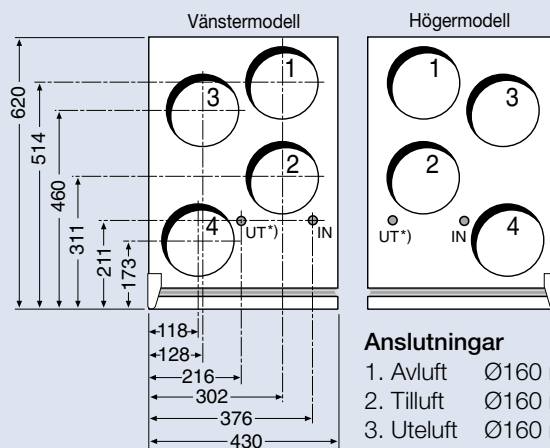 Vänstermodell
Högermodell
620
514
460
311
211
173
1
3
2
4
UT*)
IN
118
128
216
302
376
430
1
3
2
UT*)
IN
4
Anslutningar
1. Avluft Ø160
2. Tilluft Ø160
3. Uteluft Ø160